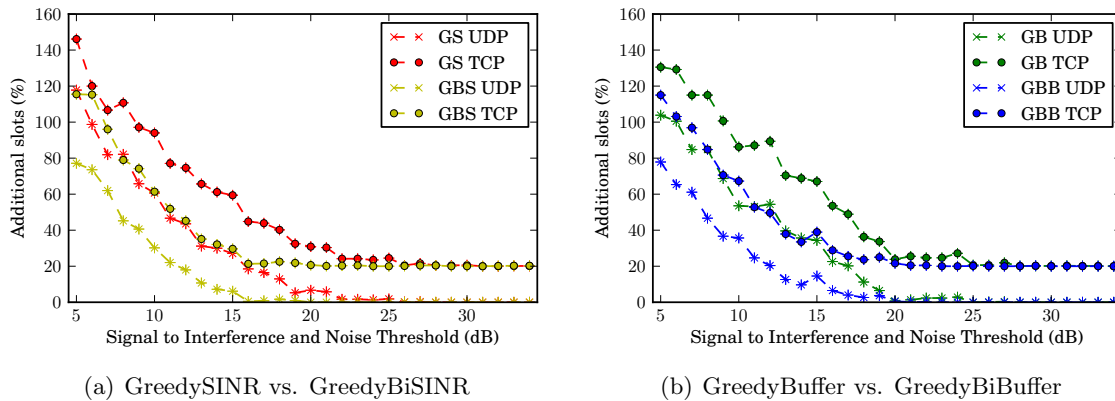 160
140
120
100
80
60
40
20
0
Additional slots (%)
GS UDP
GS TCP
GBS UDP
GBS TCP
5 10 15 20 25 30
Signal to Interference and Noise Threshold (dB)
(a) GreedySINR vs. GreedyBiSINR
160
140
120
100
80
60
40
20
0
Additional slots (%)
GB UDP
GB TCP
GBB UDP
GBB TCP
5 10 15 20 25 30
Signal to Interference and Noise Threshold (dB)
(b) GreedyBuffer vs. GreedyBiBuffer